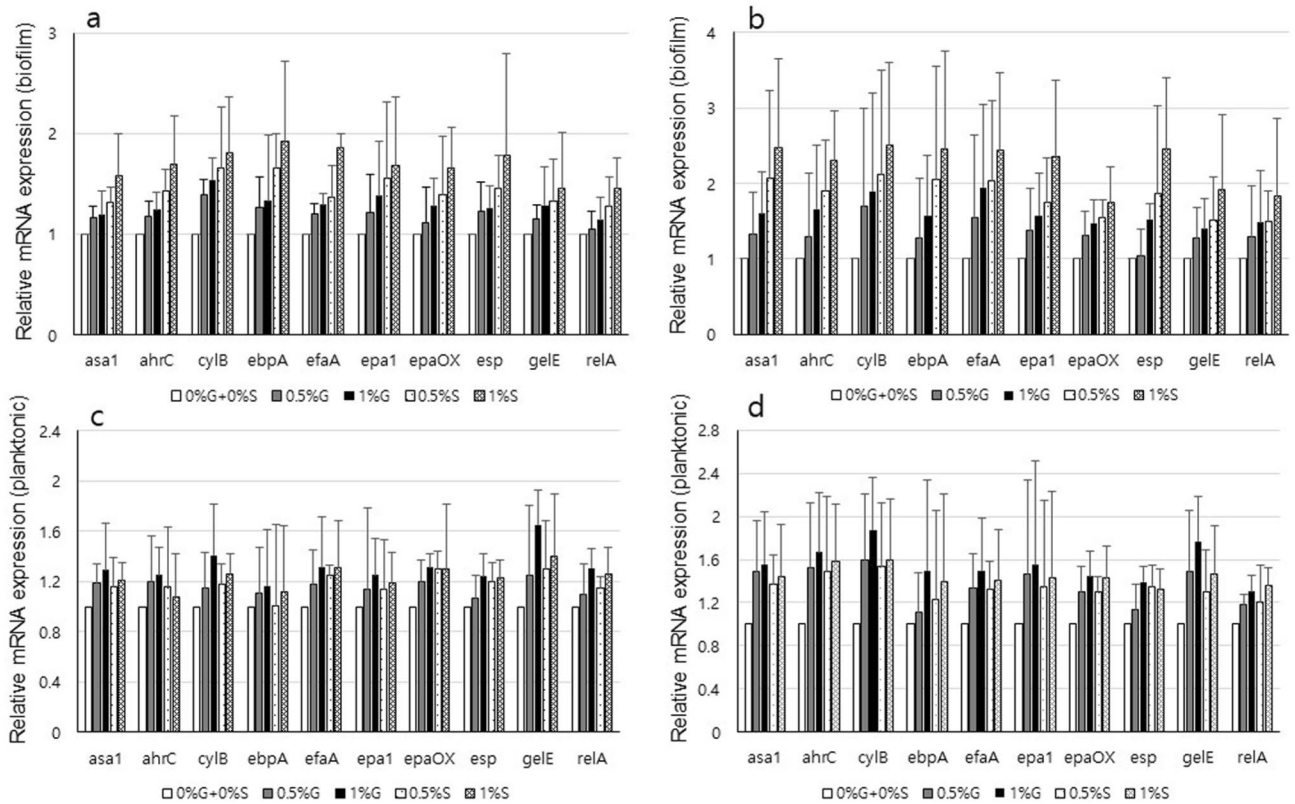 a
Relative mRNA expression (biofilm)
3
2
1
0
asa1 ahrC cylB ebpA efaA epa1 epaOX esp gelE relA
0%G+0%S 0.5%G 1%G 0.5%S 1%S
b
Relative mRNA expression (biofilm)
4
3
2
1
0
asa1 ahrC cylB ebpA efaA epa1 epaOX esp gelE relA
0%G+0%S 0.5%G 1%G 0.5%S 1%S
c
Relative mRNA expression (planktonic)
2.4
2
1.6
1.2
0.8
0.4
0
asa1 ahrC cylB ebpA efaA epa1 epaOX esp gelE relA
0%G+0%S 0.5%G 1%G 0.5%S 1%S
d
Relative mRNA expression (planktonic)
2.8
2.4
2
1.6
1.2
0.8
0.4
0
asa1 ahrC cylB ebpA efaA epa1 epaOX esp gelE relA
0%G+0%S 0.5%G 1%G 0.5%S 1%S